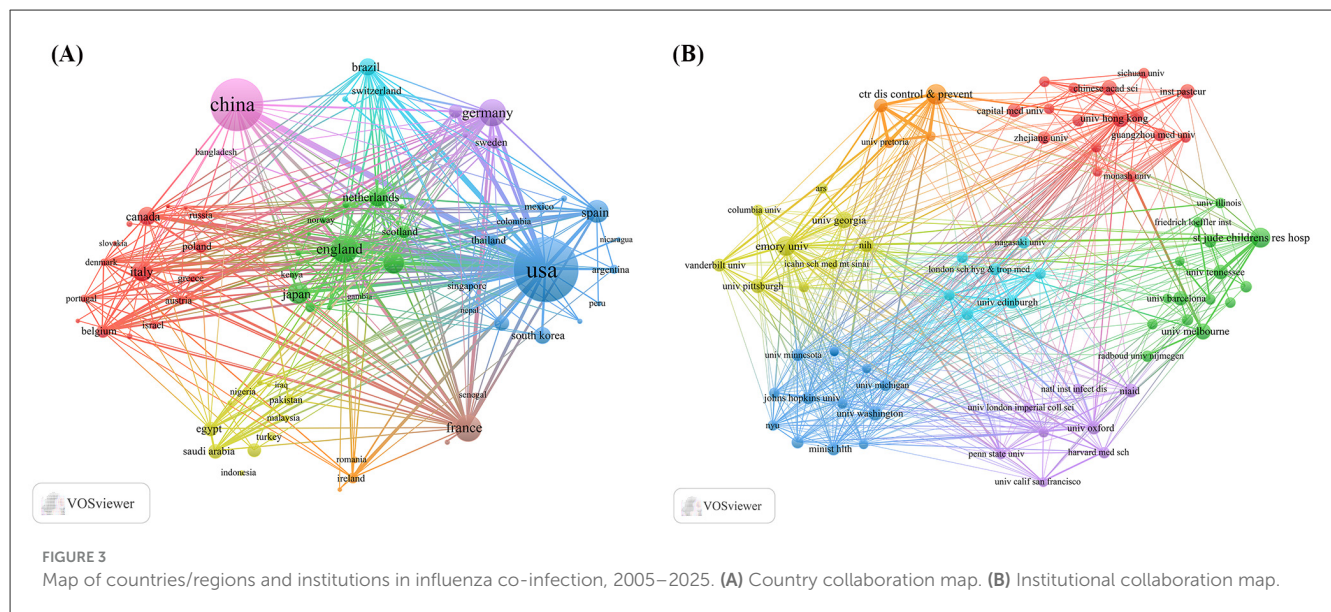 (A)
brazil
switzerland
china
germany
sweden
bangladesh
netherlands
mexico
spain
canada
russia
norway
colombia
scotland
thailand
nicaragua
slovakia
poland
england
denmark
italy
usa
argentina
greece
kenya
singapore
portugal
austria
japan
gambia
peru
nepal
belgium
israel
south korea
nigeria
iraq
senegal
pakistan
malaysia
egypt
france
turkey
saudi arabia
romania
indonesia
ireland
VOSviewer
(B)
sichuan univ
ctr dis control & prevent
chinese acad sci
inst pasteur
capital med univ
univ hong kong
guangzhou med univ
univ pretoria
zhejiang univ
monash univ
ars
columbia univ
univ illinois
univ georgia
friedrich loeffler inst
emory univ
nih
nagasaki univ
st jude childrens res hosp
icahn sch med mt sinai
vanderbilt univ
london sch hyg & trop med
univ tennessee
univ pittsburgh
univ edinburgh
univ barcelona
univ melbourne
univ minnesota
radboud univ nijmegen
univ michigan
natl inst infect dis
niaid
johns hopkins univ
univ london imperial coll sci
univ washington
nyu
univ oxford
minist hlth
penn state univ
harvard med sch
univ calif san francisco
VOSviewer
FIGURE 3
Map of countries/regions and institutions in influenza co-infection, 2005–2025. (A) Country collaboration map. (B) Institutional collaboration map.